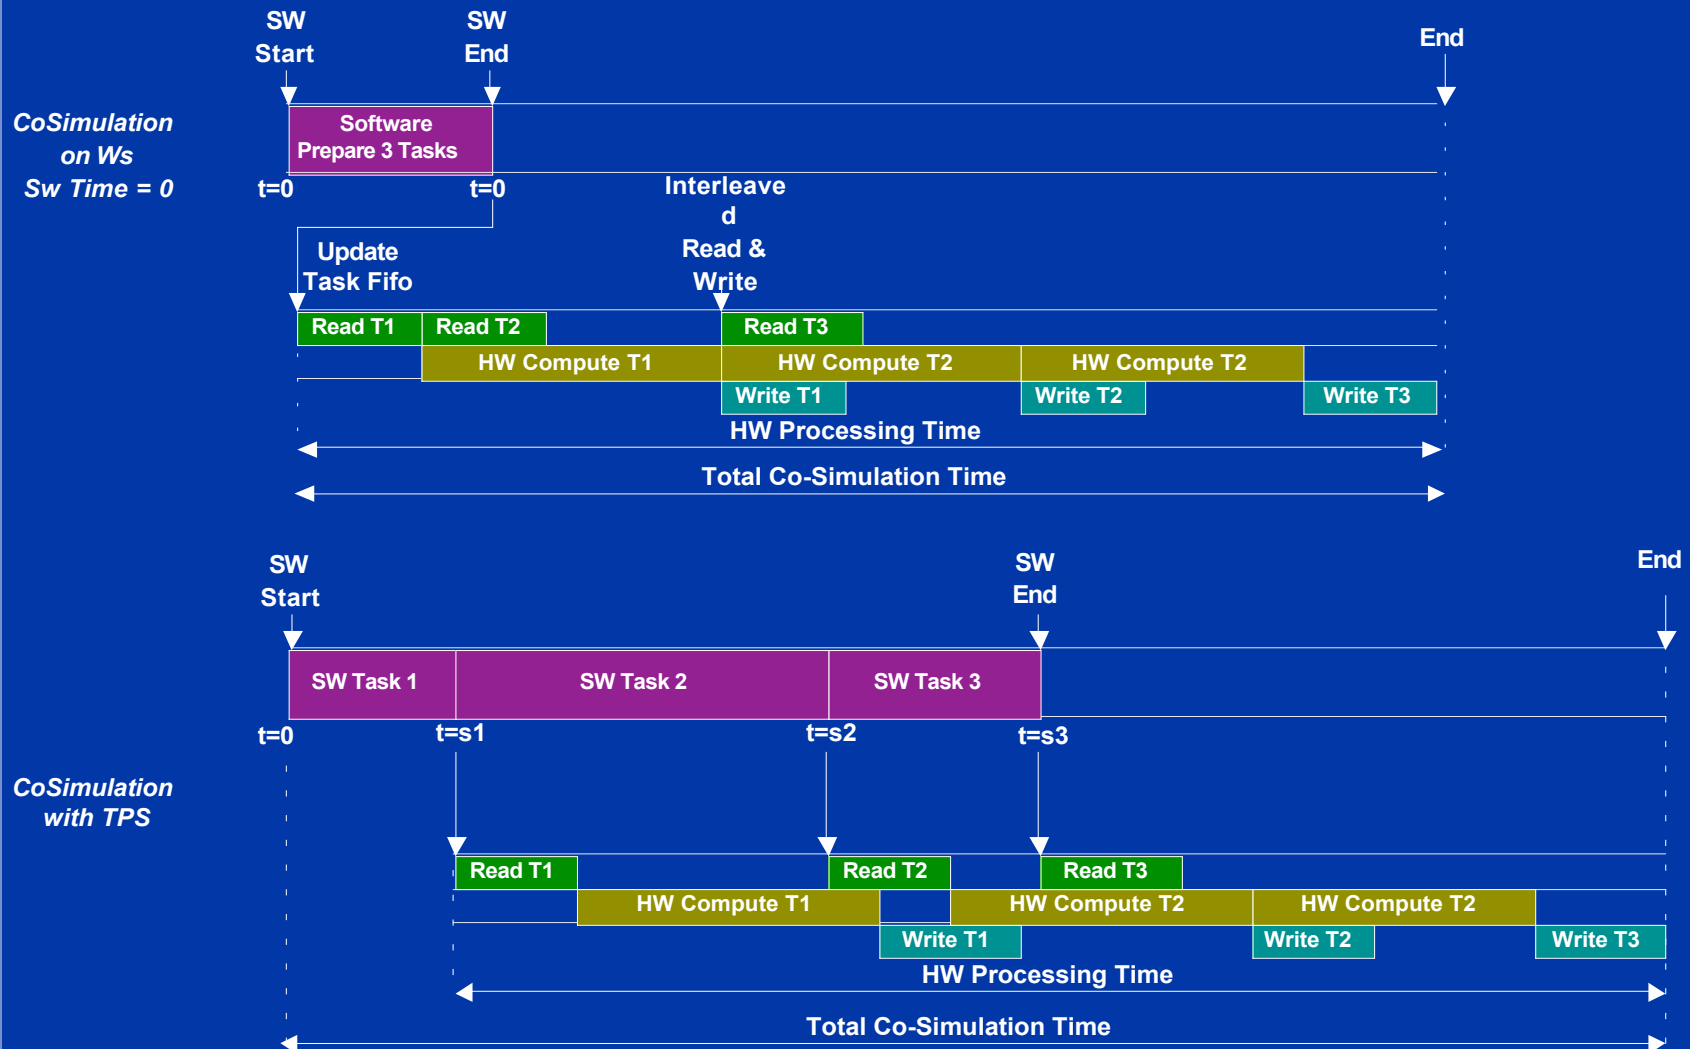 SW
Start
SW
End
End
CoSimulation
on Ws
Sw Time = 0
Software
Prepare 3 Tasks
t=0
t=0
Interleave
d
Read &
Write
Update
Task Fifo
Read T1
Read T2
Read T3
HW Compute T1
HW Compute T2
HW Compute T2
Write T1
Write T2
Write T3
HW Processing Time
Total Co-Simulation Time
SW
Start
SW
End
End
SW Task 1
SW Task 2
SW Task 3
t=0
t=s1
t=s2
t=s3
CoSimulation
with TPS
Read T1
Read T2
Read T3
HW Compute T1
HW Compute T2
HW Compute T2
Write T1
Write T2
Write T3
HW Processing Time
Total Co-Simulation Time